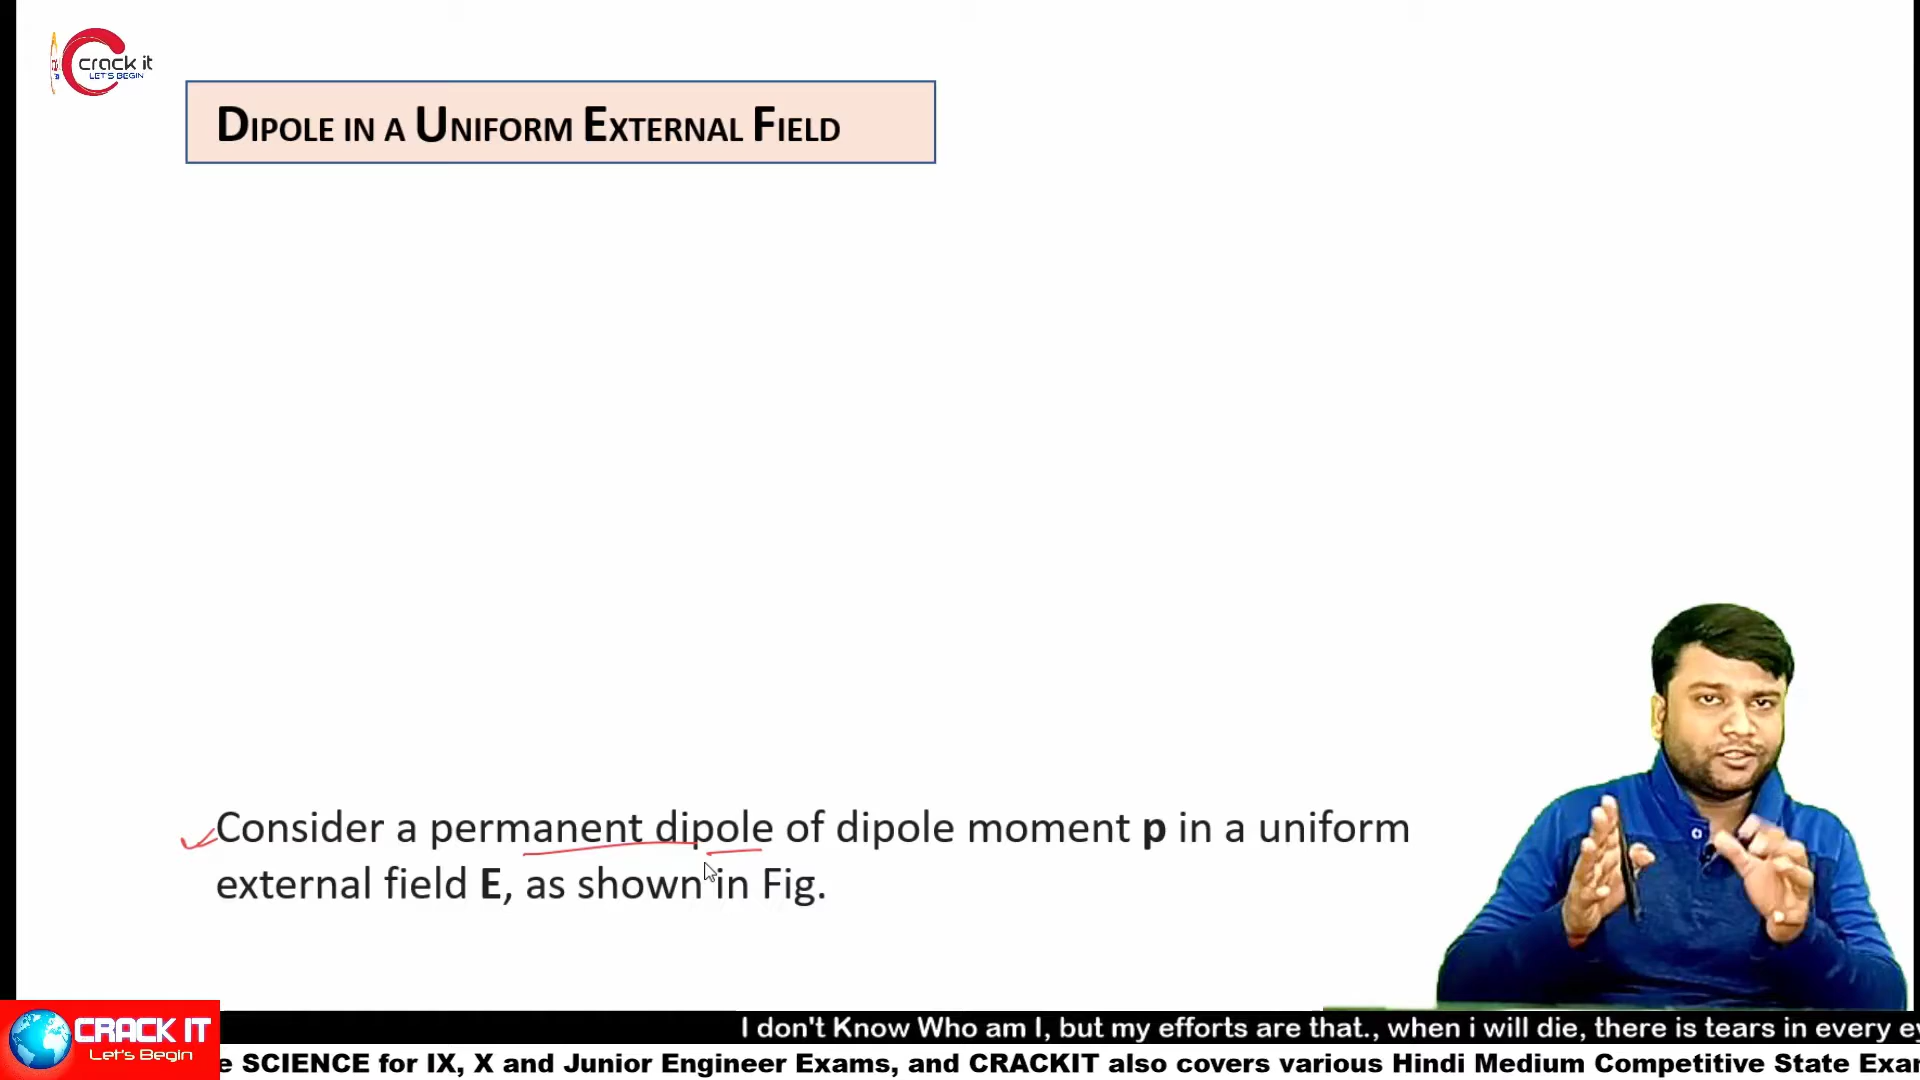 crack it
LET'S BEGIN
DIPOLE IN A UNIFORM EXTERNAL FIELD
Consider a permanent dipole of dipole moment p in a uniform
external field E, as shown in Fig.
CRACK IT
Let's Begin
I don't Know Who am I, but my efforts are that., when i will die, there is tears in every
SCIENCE for IX, X and Junior Engineer Exams, and CRACKIT also covers various Hindi Medium Competitive State